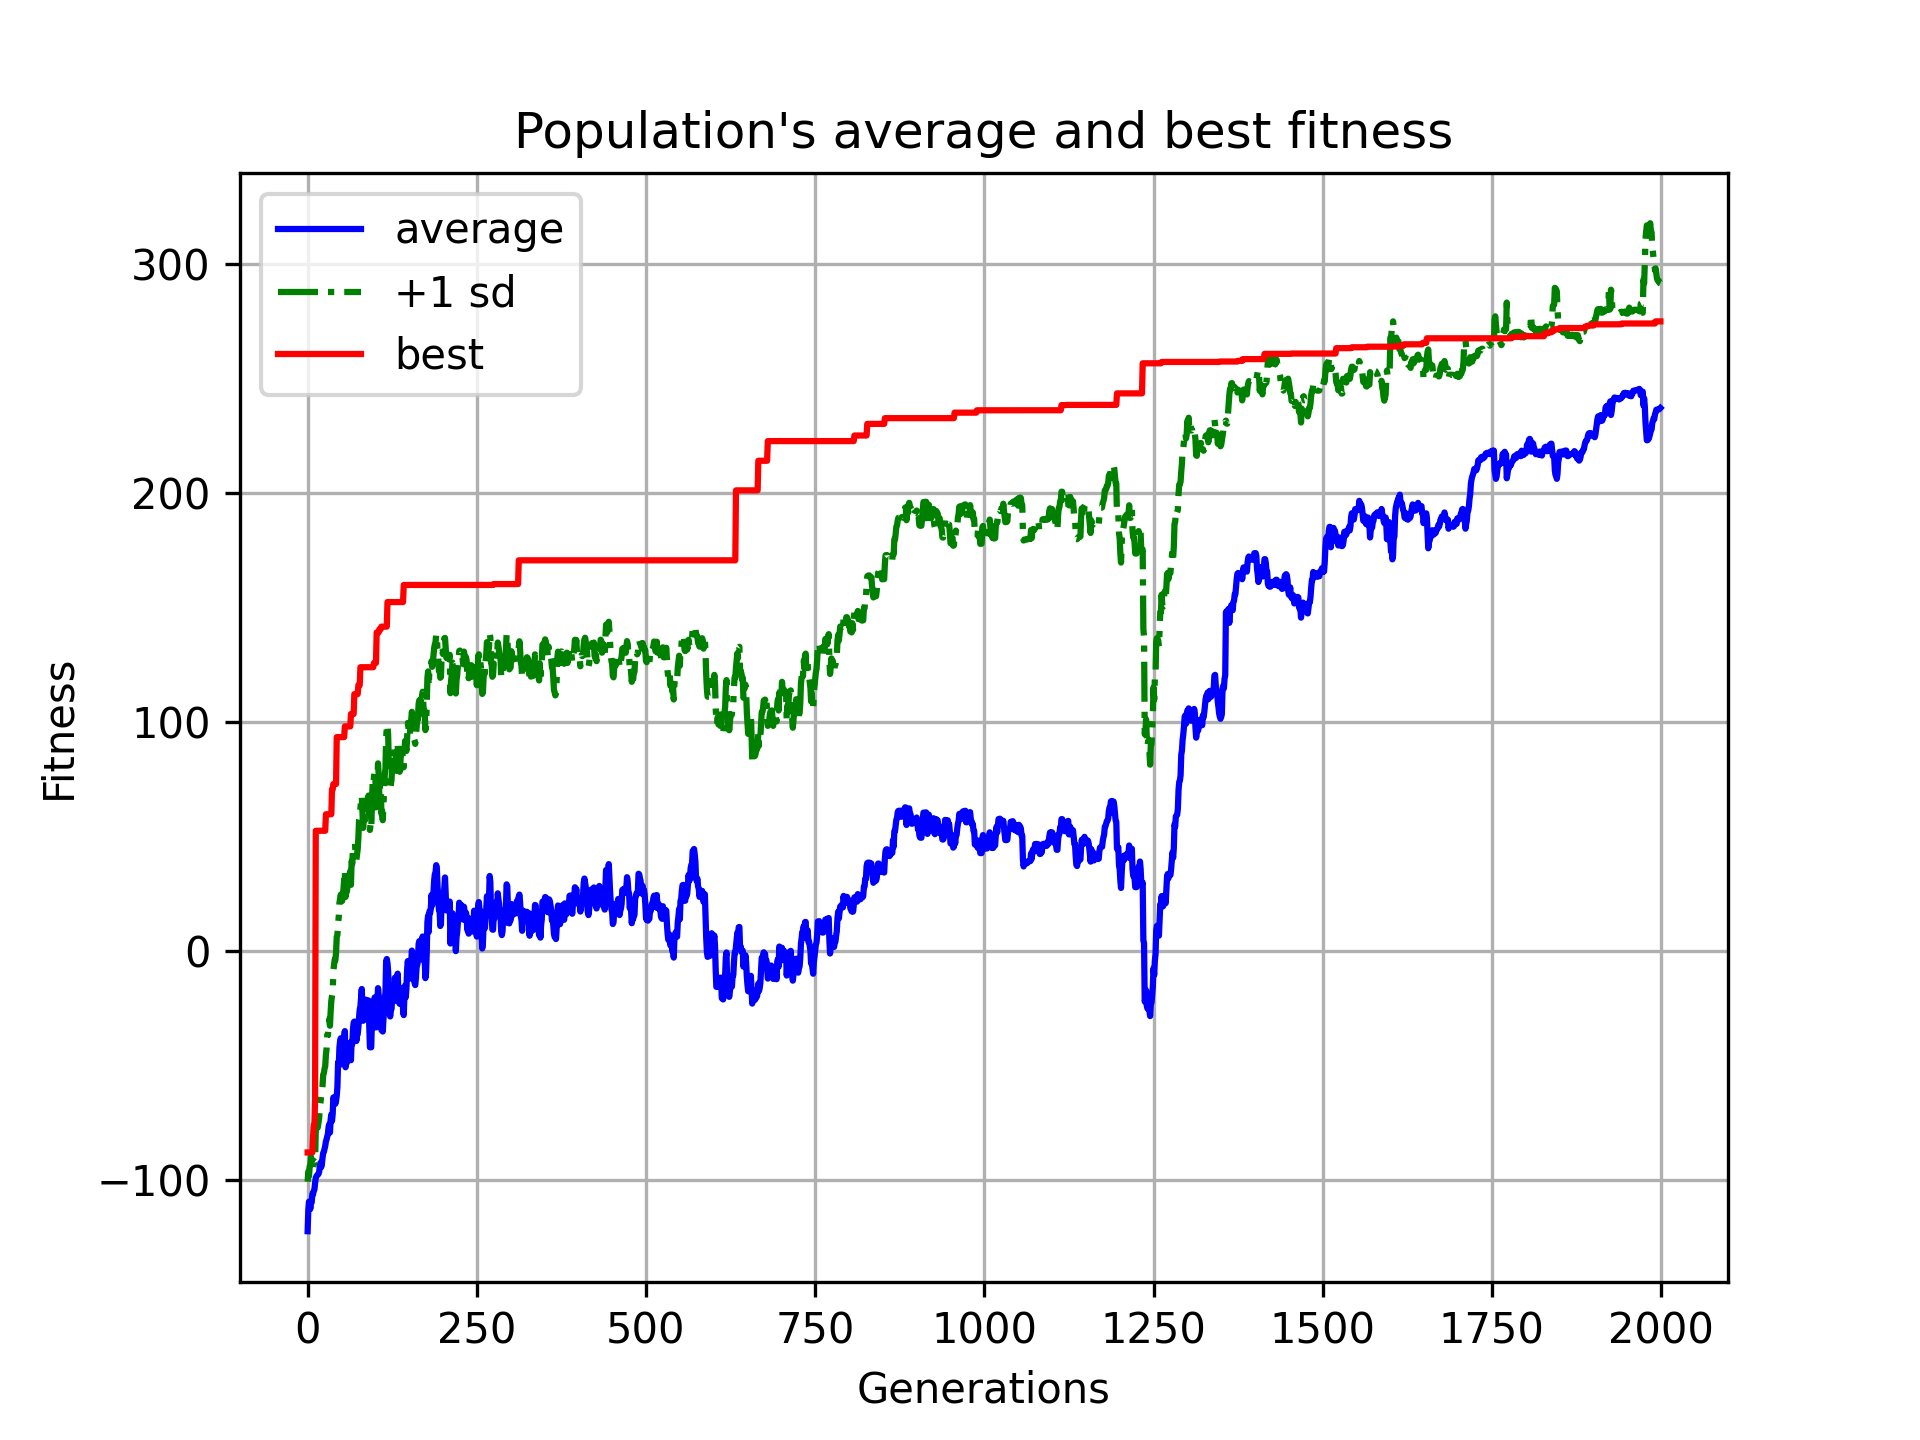 Population's average and best fitness
average
+1 sd
best
300
200
100
0
−100
Fitness
0 250 500 750 1000 1250 1500 1750 2000
Generations